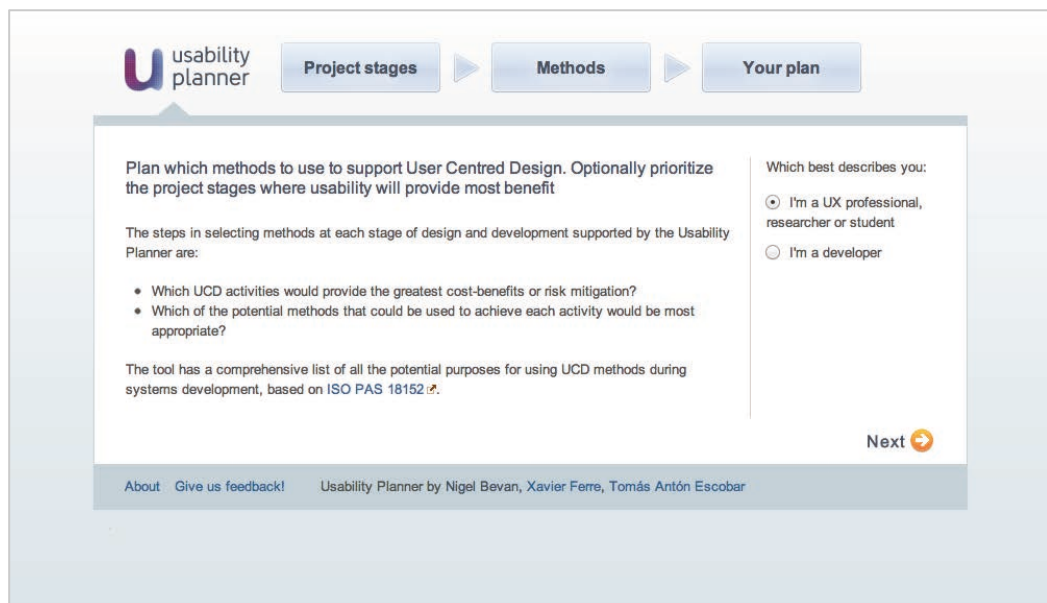 usability
planner
Project stages
Methods
Your plan
Plan which methods to use to support User Centred Design. Optionally prioritize
the project stages where usability will provide most benefit
The steps in selecting methods at each stage of design and development supported by the Usability
Planner are:
• Which UCD activities would provide the greatest cost-benefits or risk mitigation?
• Which of the potential methods that could be used to achieve each activity would be most
appropriate?
The tool has a comprehensive list of all the potential purposes for using UCD methods during
systems development, based on ISO PAS 18152.
Which best describes you:
I'm a UX professional,
researcher or student
I'm a developer
Next
About Give us feedback! Usability Planner by Nigel Bevan, Xavier Ferre, Tomás Antón Escobar